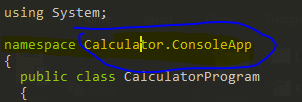 using System;
namespace Calculator.ConsoleApp
{
public class CalculatorProgram
{